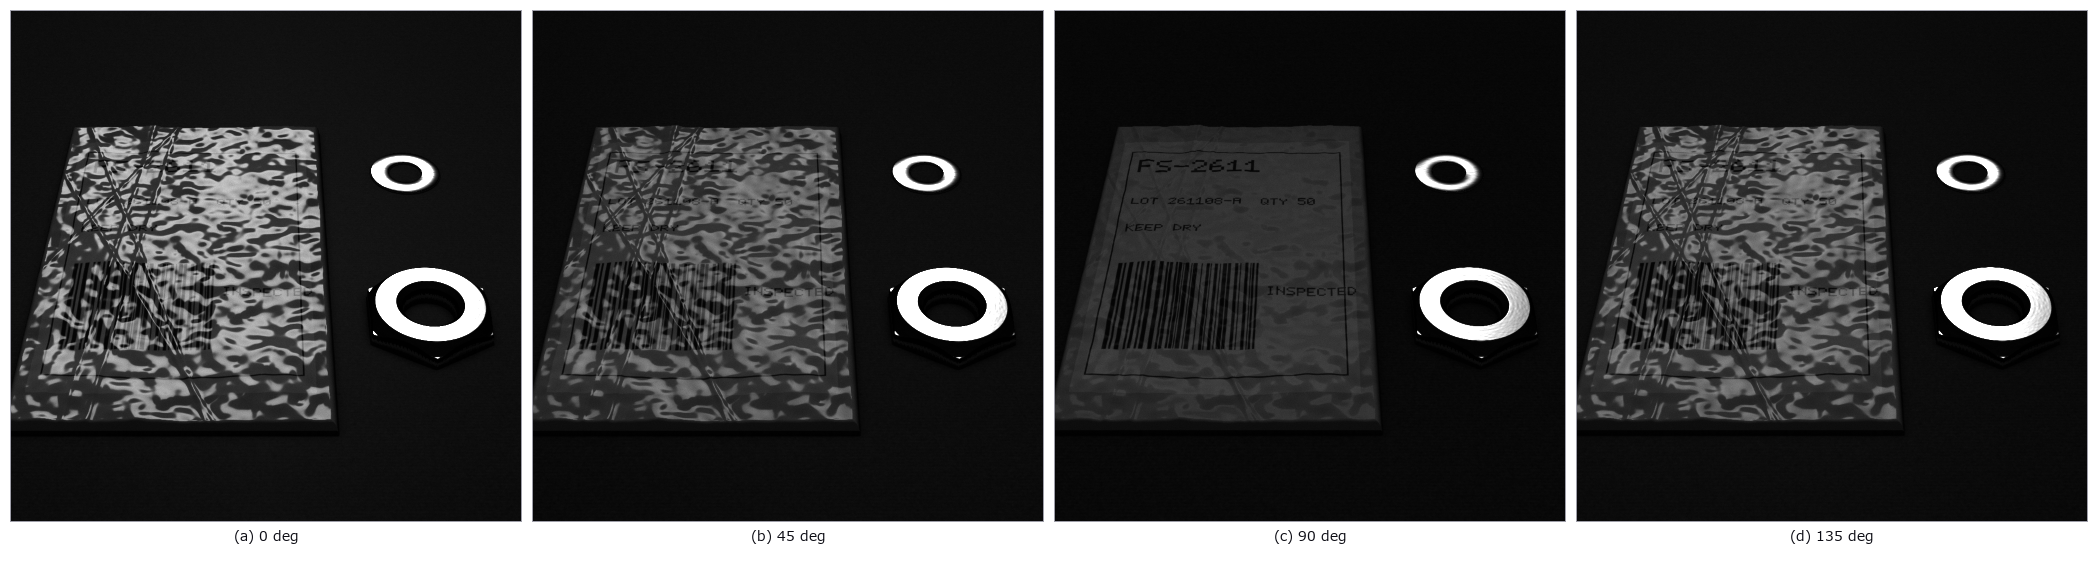 FS-2611
LOT 261108-A QTY 50
KEEP DRY
INSPECTED
(a) 0 deg
(b) 45 deg
(c) 90 deg
(d) 135 deg